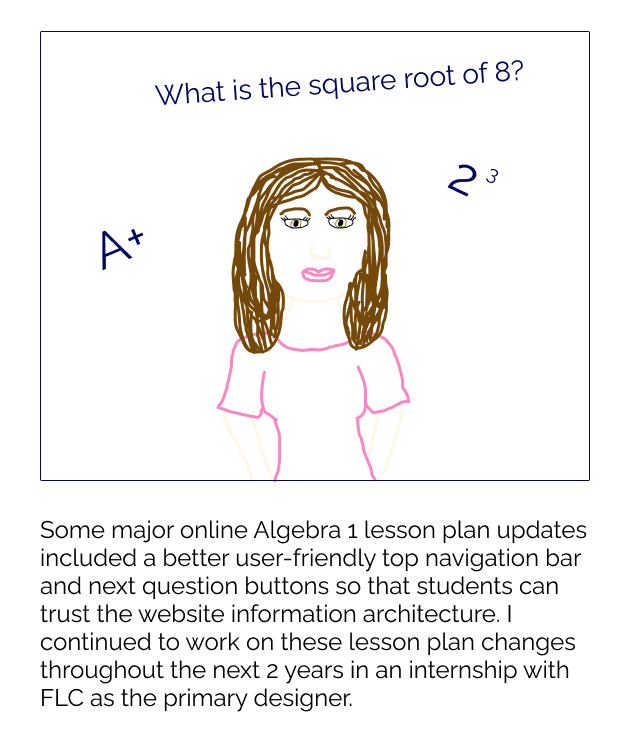 What is the square root of 8?
2 3
A+
Some major online Algebra 1 lesson plan updates
included a better user-friendly top navigation bar
and next question buttons so that students can
trust the website information architecture. I
continued to work on these lesson plan changes
throughout the next 2 years in an internship with
FLC as the primary designer.